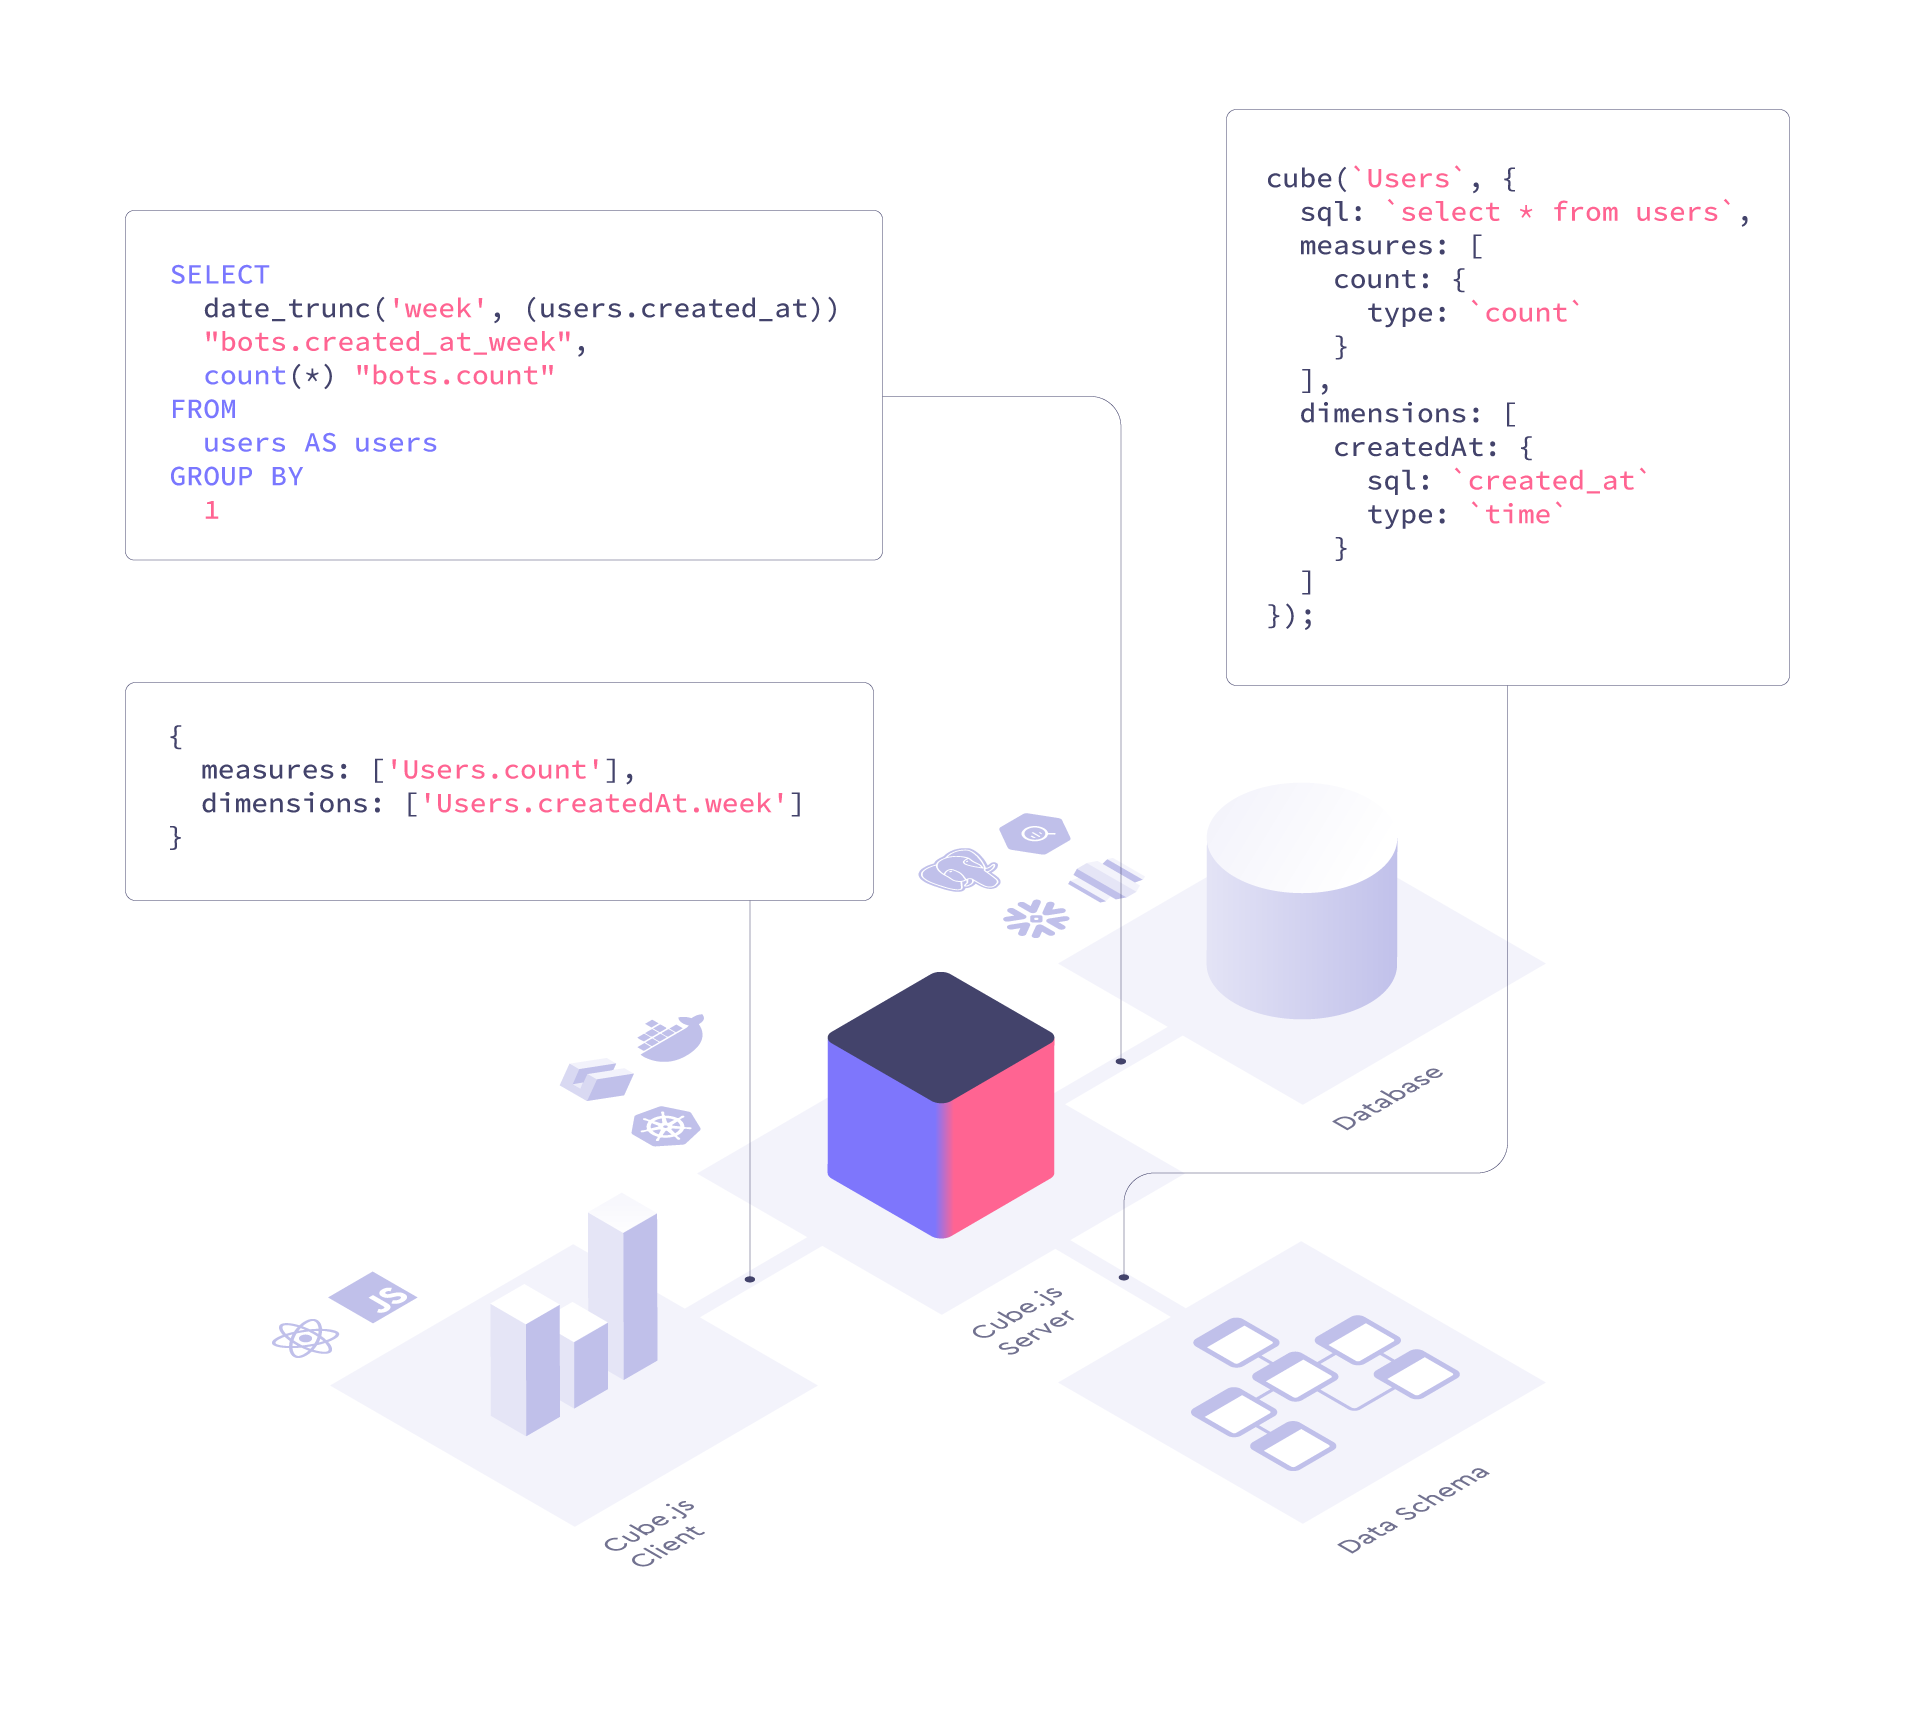 SELECT
  date_trunc('week', (users.created_at))
  "bots.created_at_week",
  count(*) "bots.count"
FROM
  users AS users
GROUP BY
  1
cube(`Users`, {
  sql: `select * from users`,
  measures: [
    count: {
      type: `count`
    }
  ],
  dimensions: [
    createdAt: {
      sql: `created_at`
      type: `time`
    }
  ]
});
{
  measures: ['Users.count'],
  dimensions: ['Users.createdAt.week']
}
Database
JS
Cube.js
Server
Cube.js
Client
Data Schema